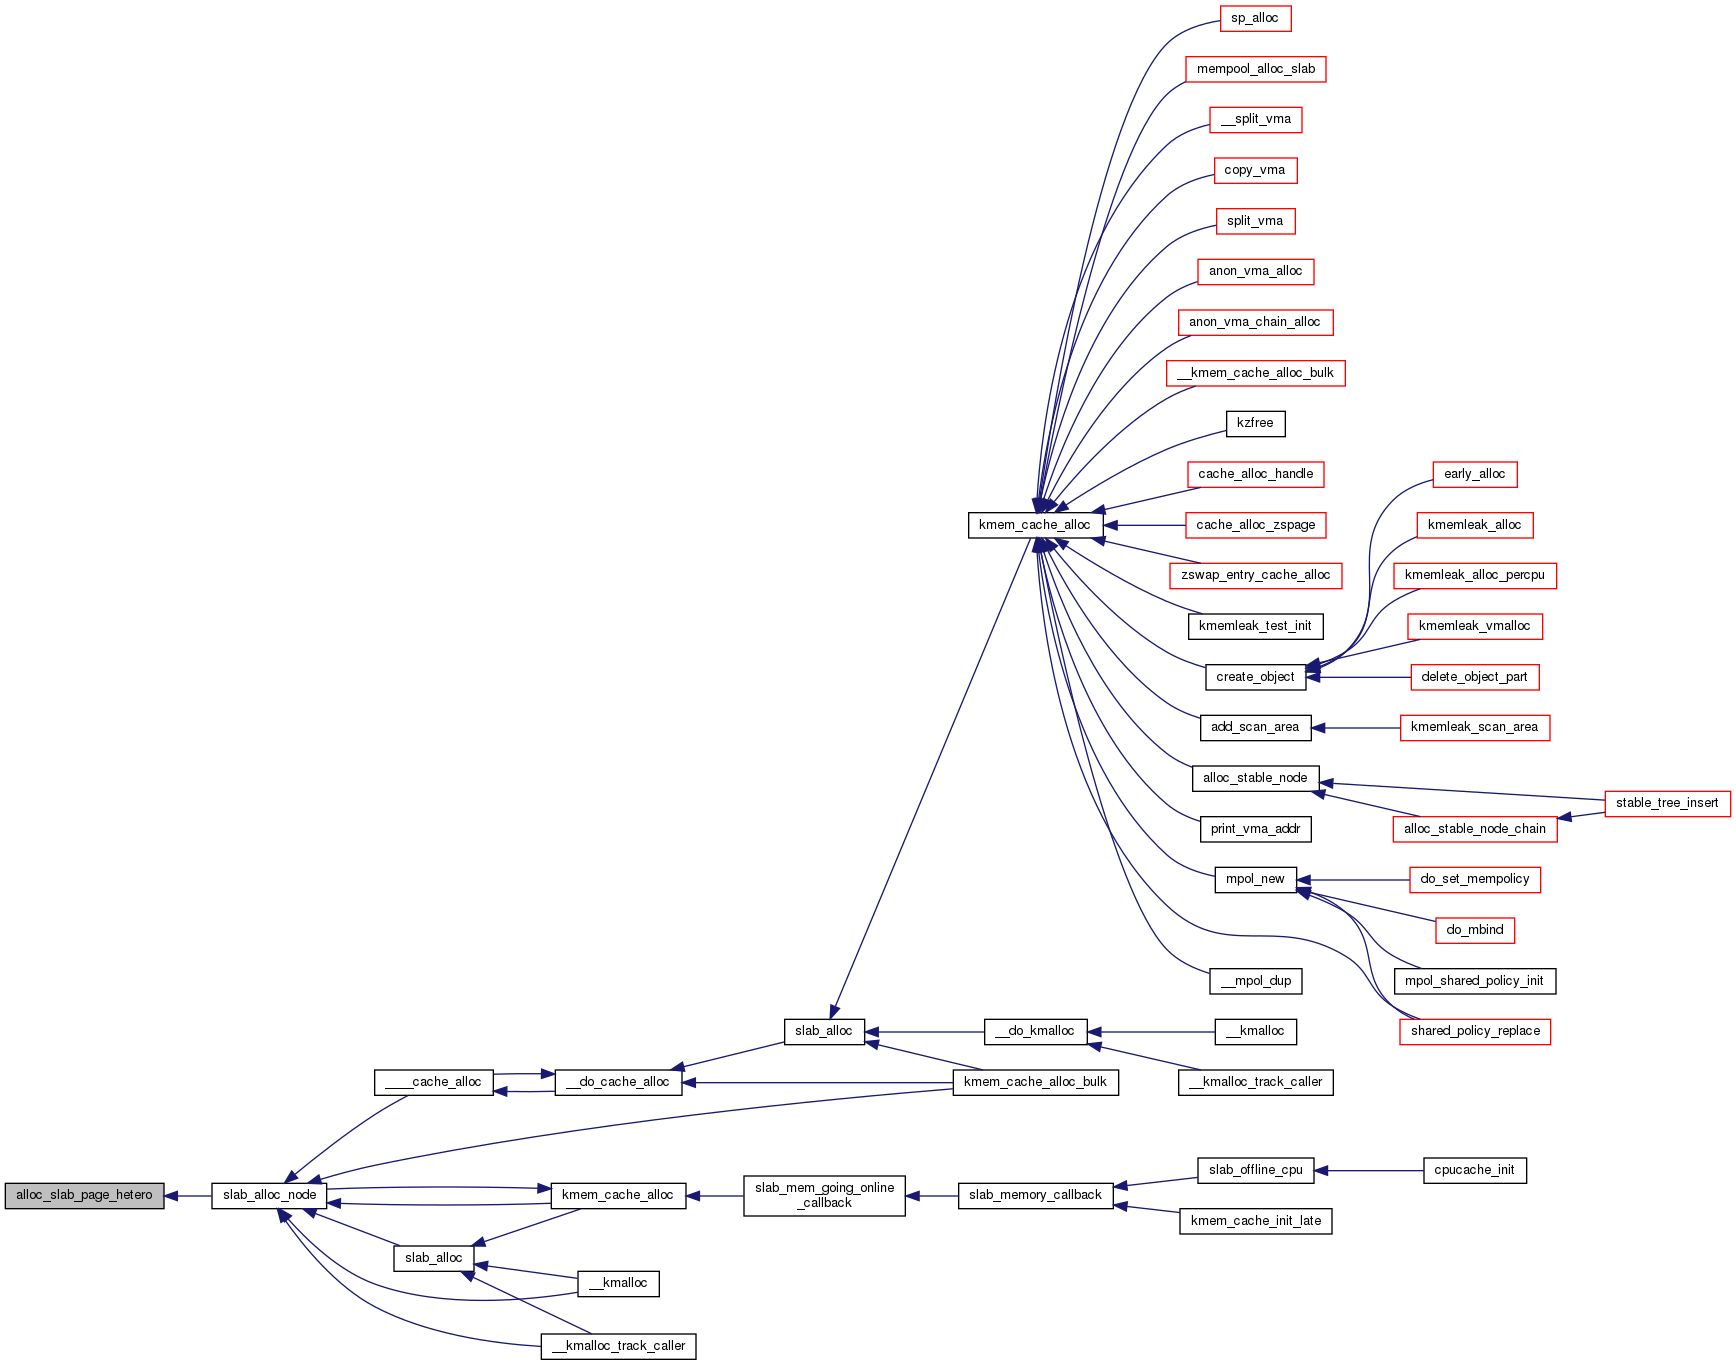 sp_alloc
mempool_alloc_slab
__split_vma
copy_vma
split_vma
anon_vma_alloc
anon_vma_chain_alloc
__kmem_cache_alloc_bulk
kzfree
cache_alloc_handle
early_alloc
kmem_cache_alloc
cache_alloc_zspage
kmemleak_alloc
zswap_entry_cache_alloc
kmemleak_alloc_percpu
kmemleak_test_init
kmemleak_vmalloc
create_object
delete_object_part
add_scan_area
kmemleak_scan_area
alloc_stable_node
stable_tree_insert
print_vma_addr
alloc_stable_node_chain
mpol_new
do_set_mempolicy
do_mbind
__mpol_dup
mpol_shared_policy_init
slab_alloc
__do_kmalloc
__kmalloc
shared_policy_replace
____cache_alloc
__do_cache_alloc
kmem_cache_alloc_bulk
__kmalloc_track_caller
slab_offline_cpu
cpucache_init
alloc_slab_page_hetero
slab_alloc_node
kmem_cache_alloc
slab_mem_going_online
_callback
slab_memory_callback
kmem_cache_init_late
slab_alloc
__kmalloc
__kmalloc_track_caller